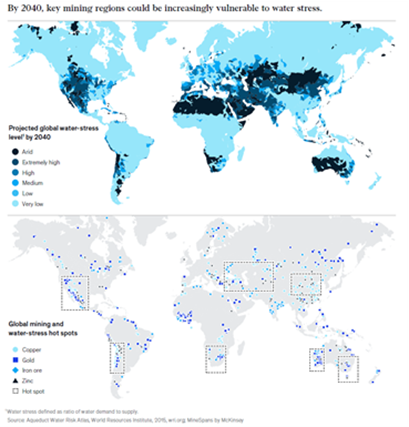 By 2040, key mining regions could be increasingly vulnerable to water stress.
Projected global water-stress
level¹ by 2040
Arid
Extremely high
High
Medium
Low
Very low
Global mining and
water-stress hot spots
Copper
Gold
Iron ore
Zinc
Hot spot
¹Water stress defined as ratio of water demand to supply.
Source: Aqueduct Water Risk Atlas, World Resources Institute, 2015, wri.org; MineSpans by McKinsey